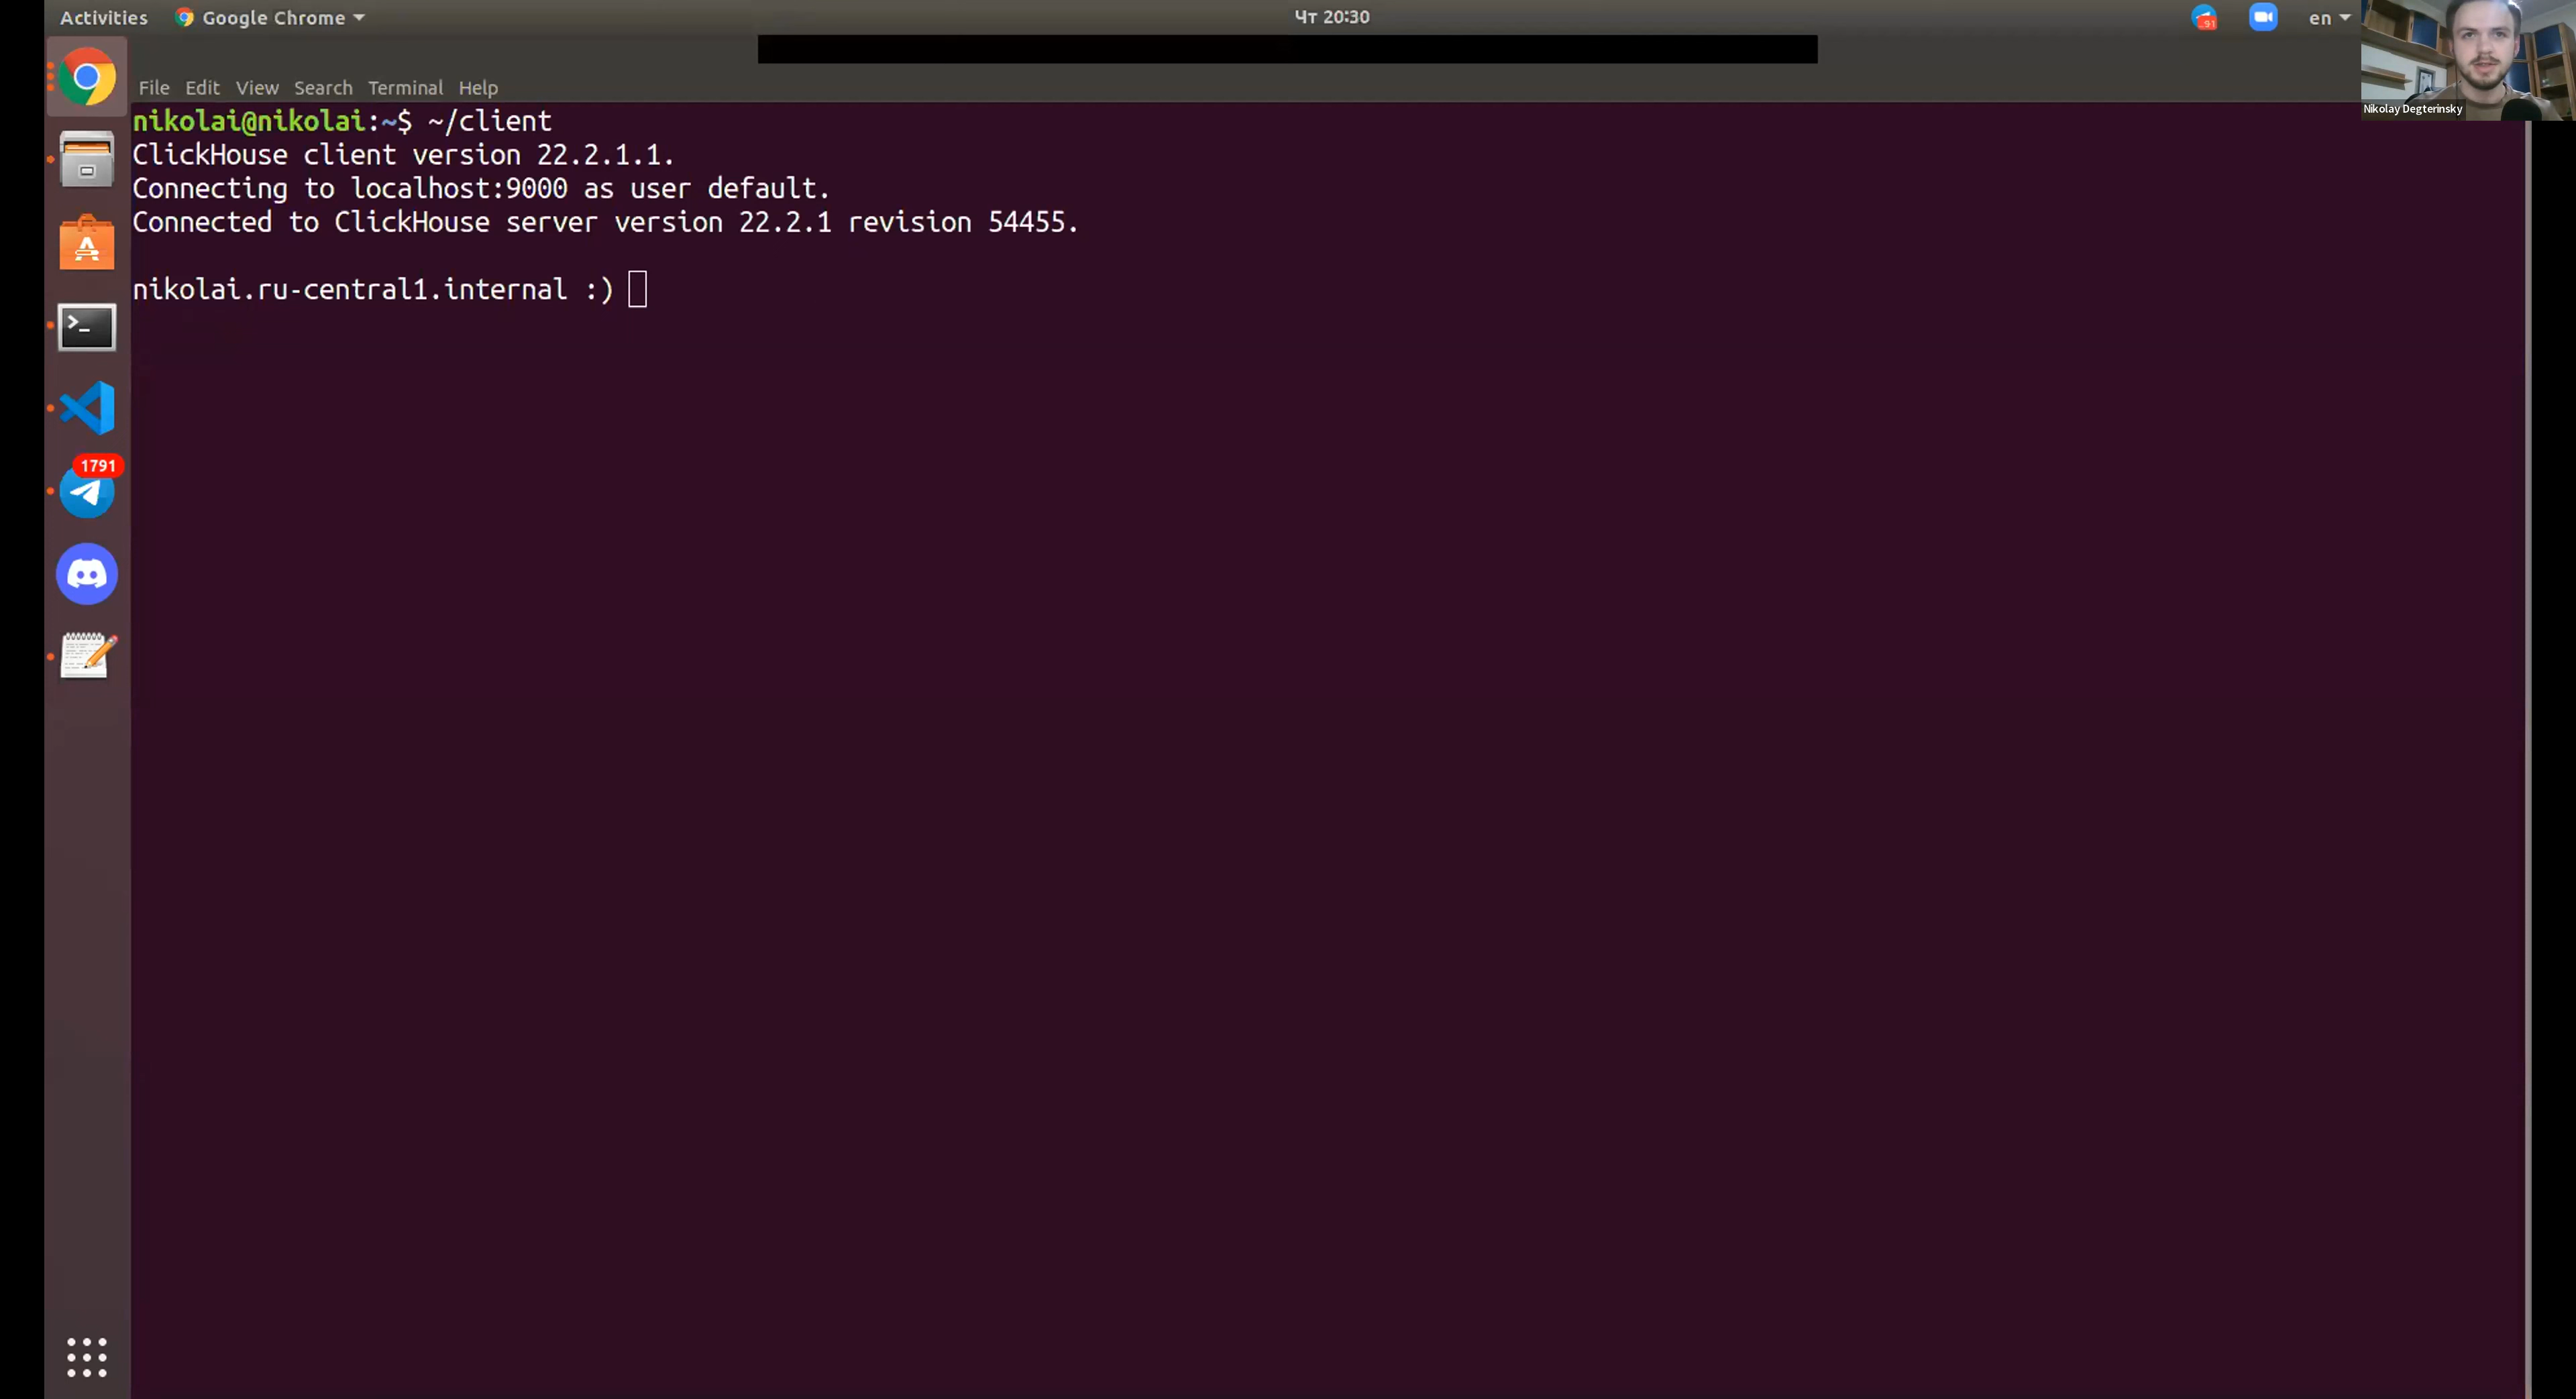 Activities Google Chrome Чт 20:30 en
Nikolay Degterinsky
File Edit View Search Terminal Help
nikolai@nikolai:~$ ~/client
ClickHouse client version 22.2.1.1.
Connecting to localhost:9000 as user default.
Connected to ClickHouse server version 22.2.1 revision 54455.
nikolai.ru-central1.internal :)
1791